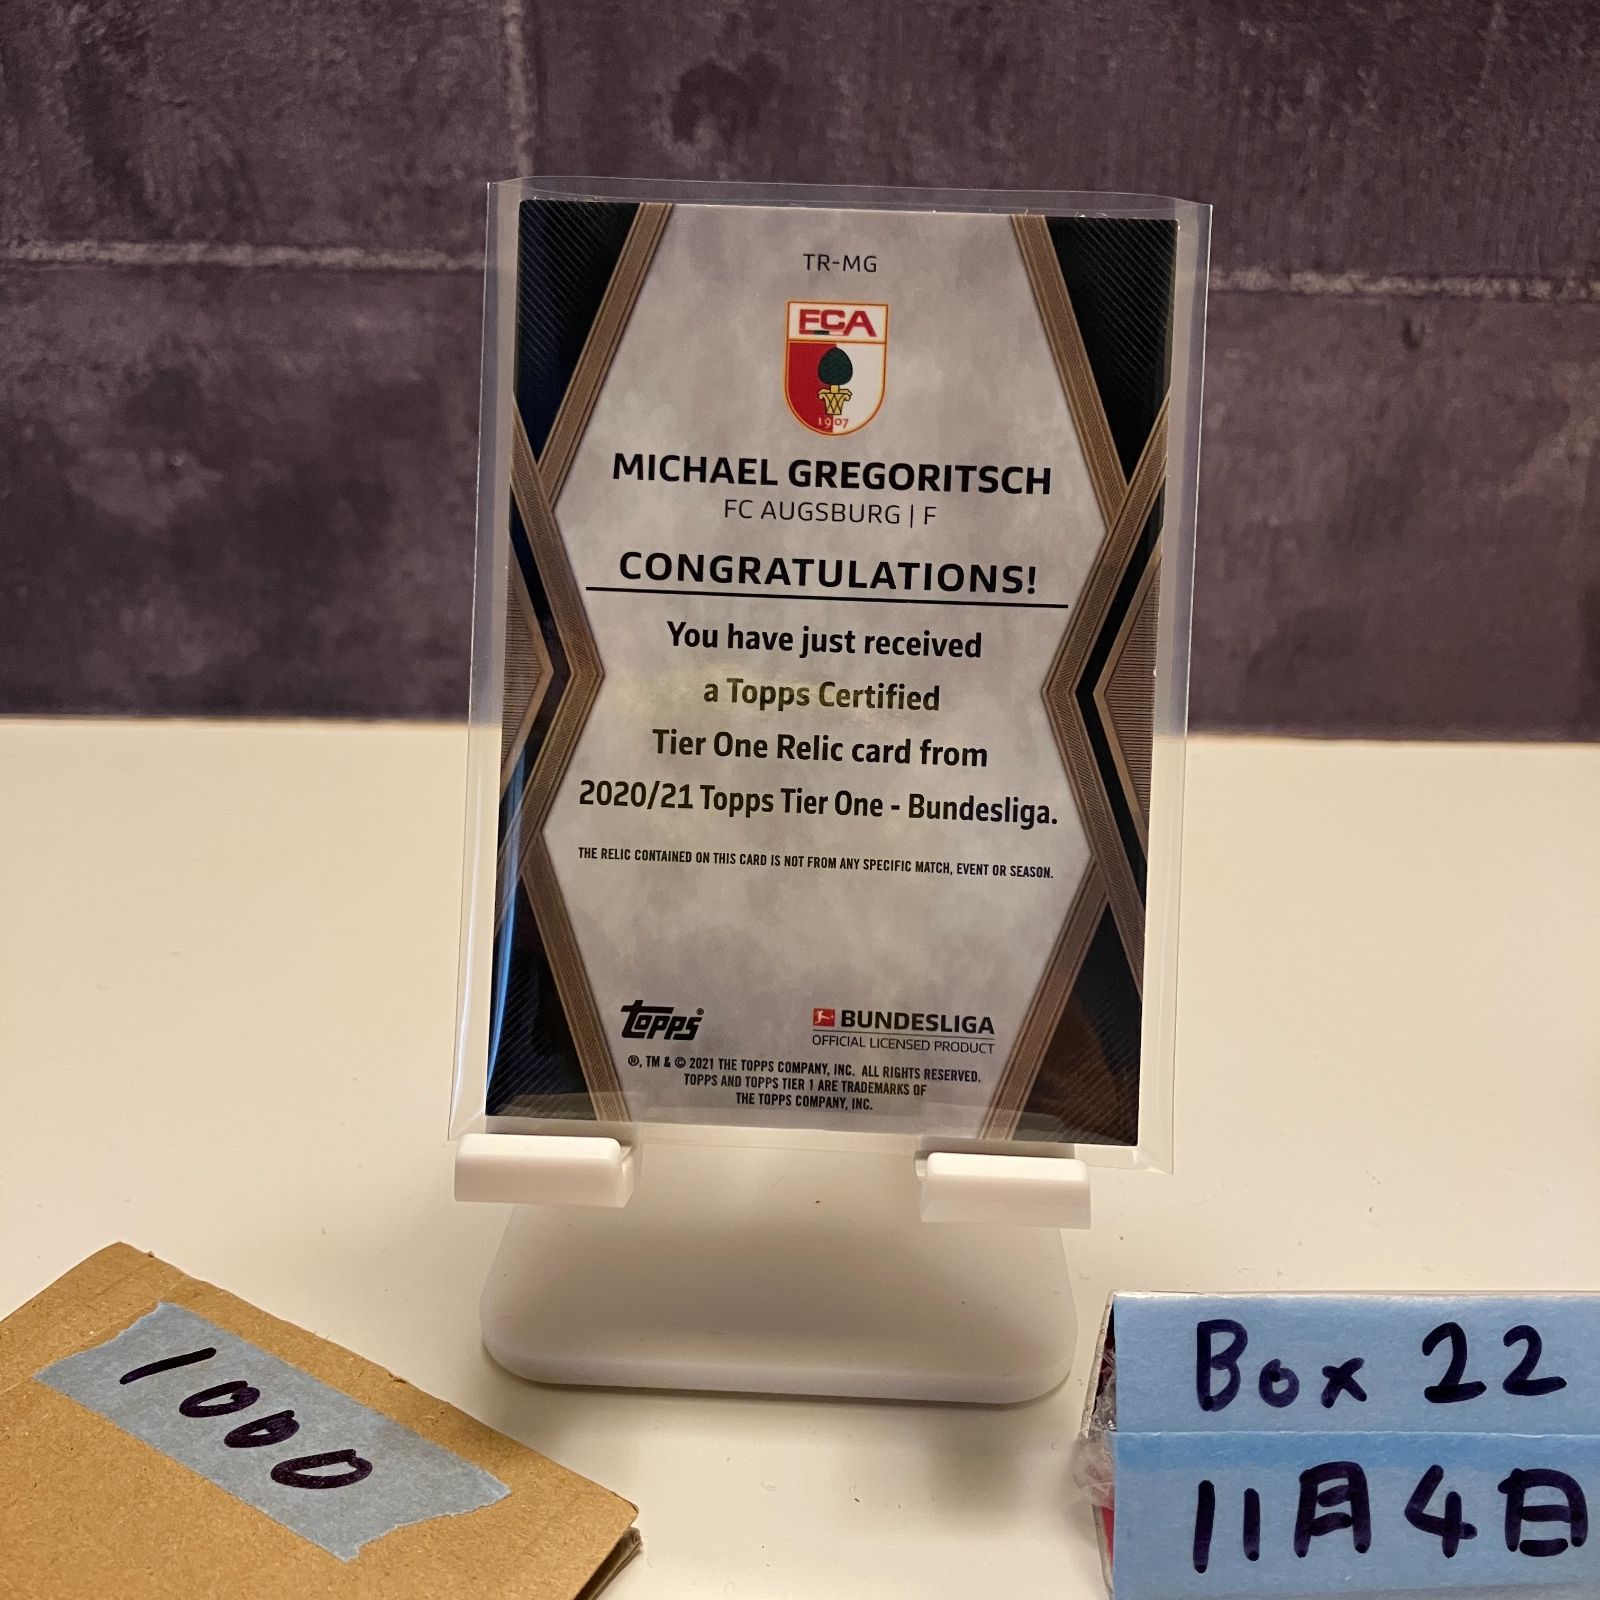 TR-MG
FCA
1907
MICHAEL GREGORITSCH
FC AUGSBURG | F
CONGRATULATIONS!
You have just received
a Topps Certified
Tier One Relic card from
2020/21 Topps Tier One - Bundesliga.
THE RELIC CONTAINED ON THIS CARD IS NOT FROM ANY SPECIFIC MATCH, EVENT OR SEASON.
topps®
BUNDESLIGA
OFFICIAL LICENSED PRODUCT
®, TM & © 2021 THE TOPPS COMPANY, INC. ALL RIGHTS RESERVED.
TOPPS AND TOPPS TIER 1 ARE TRADEMARKS OF
THE TOPPS COMPANY, INC.
1000
Box 22
11月4日